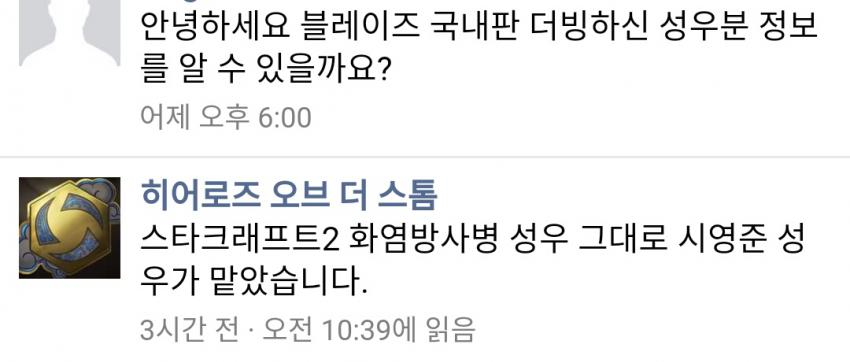 안녕하세요 블레이즈 국내판 더빙하신 성우분 정보
를 알 수 있을까요?
어제 오후 6:00
히어로즈 오브 더 스톰
스타크래프트2 화염방사병 성우 그대로 시영준 성
우가 맡았습니다.
3시간 전 · 오전 10:39에 읽음